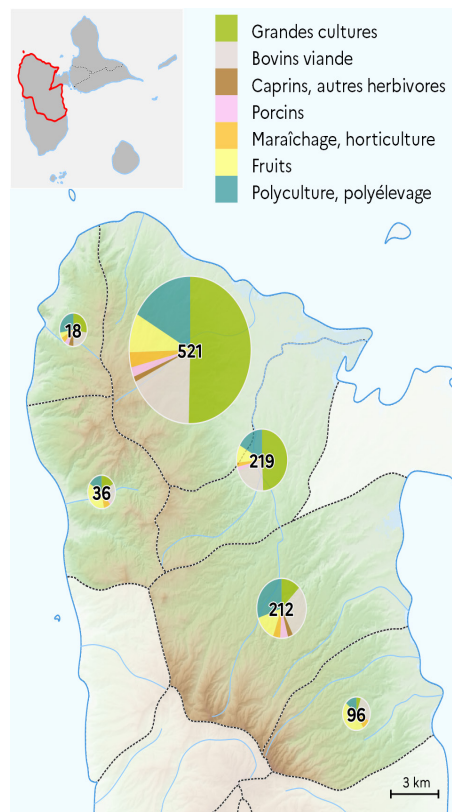 Grandes cultures
Bovins viande
Caprins, autres herbivores
Porcins
Maraîchage, horticulture
Fruits
Polyculture, polyélevage
18
521
219
36
212
96
3 km